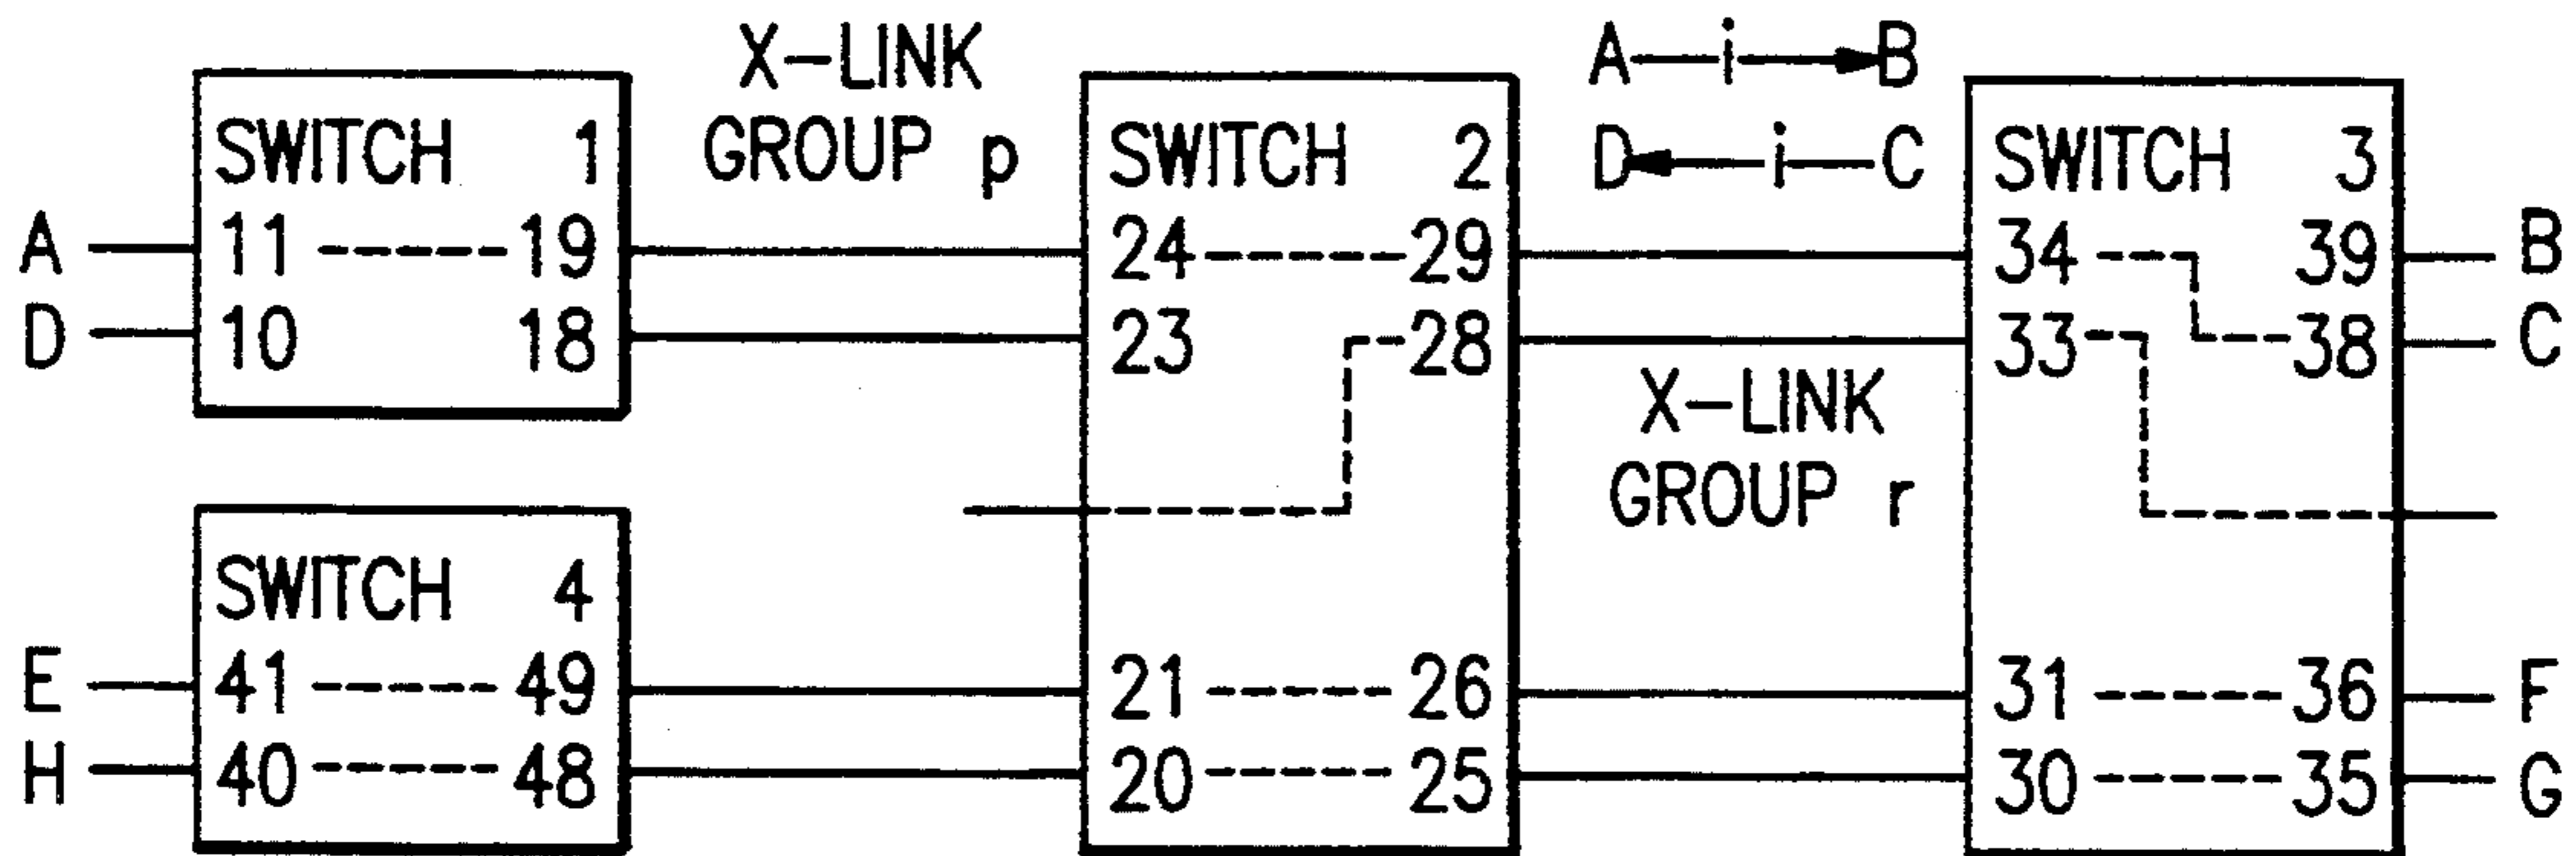 X-LINK
GROUP p
A i B
D i C
SWITCH 1
A 11 19
D 10 18
SWITCH 2
24 29
23 28
21 26
20 25
X-LINK
GROUP r
SWITCH 3
34 39 B
33 38 C
31 36 F
30 35 G
SWITCH 4
E 41 49
H 40 48